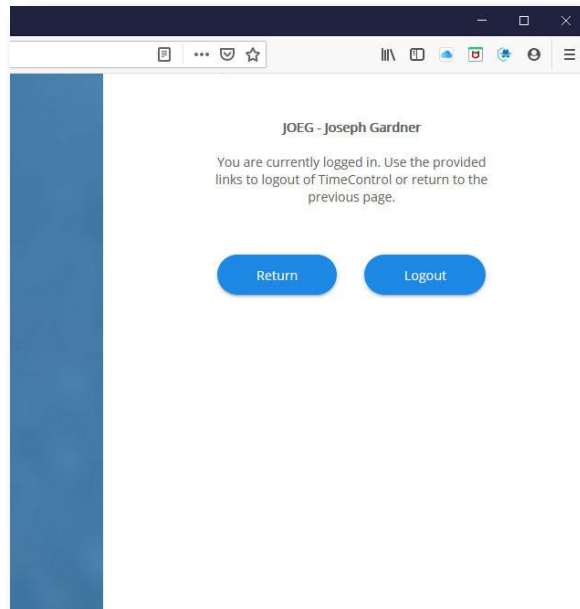 JOEG - Joseph Gardner
You are currently logged in. Use the provided
links to logout of TimeControl or return to the
previous page.
Return
Logout